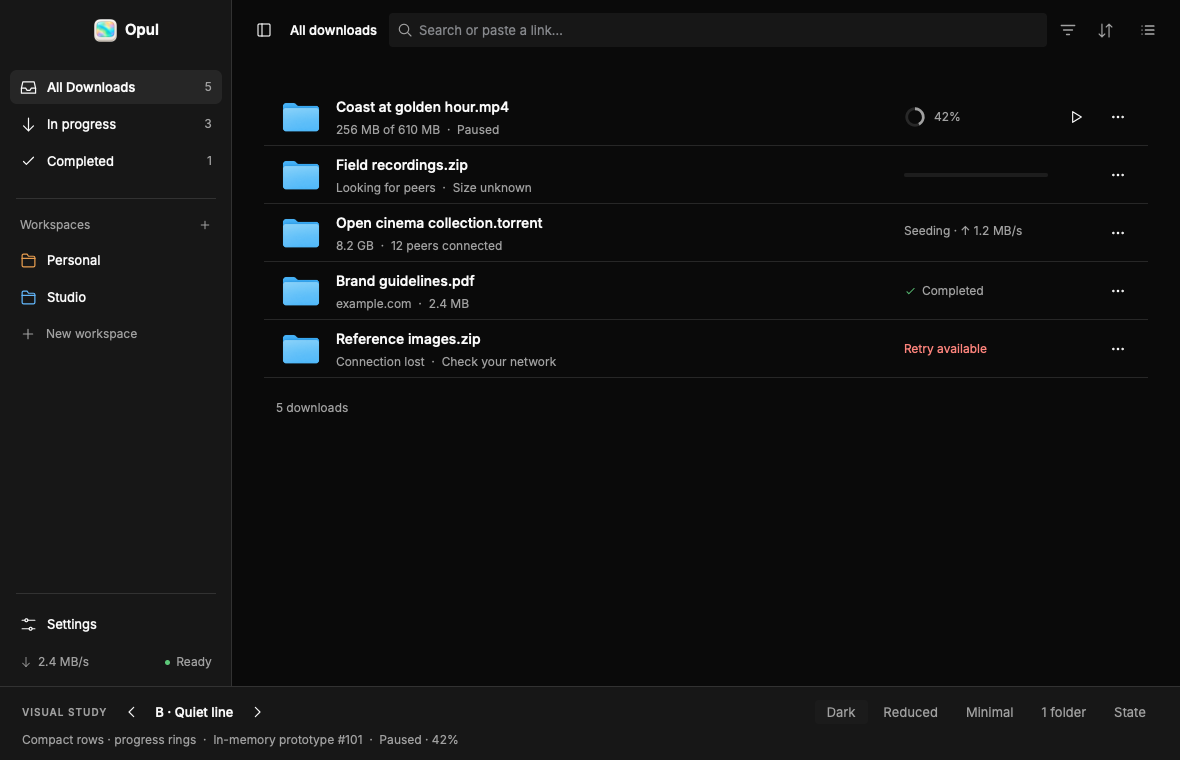 Opul
All downloads
Search or paste a link...
All Downloads 5
In progress 3
Completed 1
Workspaces
Personal
Studio
New workspace
Settings
2.4 MB/s
Ready
Coast at golden hour.mp4
256 MB of 610 MB · Paused
42%
Field recordings.zip
Looking for peers · Size unknown
Open cinema collection.torrent
8.2 GB · 12 peers connected
Seeding · ↑ 1.2 MB/s
Brand guidelines.pdf
example.com · 2.4 MB
Completed
Reference images.zip
Connection lost · Check your network
Retry available
5 downloads
VISUAL STUDY
B · Quiet line
Dark Reduced Minimal 1 folder State
Compact rows · progress rings · In-memory prototype #101 · Paused · 42%